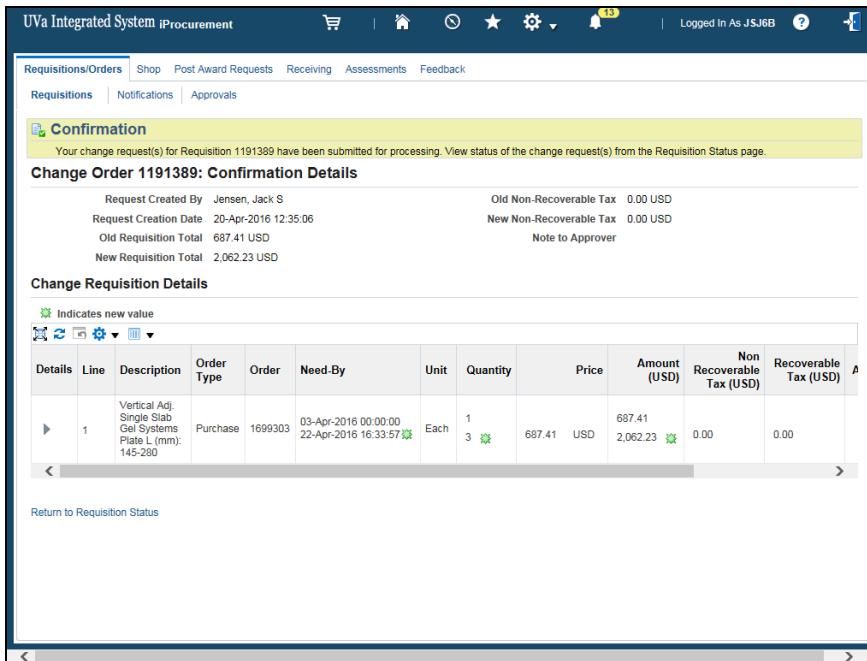 UVa Integrated System iProcurement
13
Logged In As JSJ6B
?
Requisitions/Orders Shop Post Award Requests Receiving Assessments Feedback
Requisitions Notifications Approvals
Confirmation
Your change request(s) for Requisition 1191389 have been submitted for processing. View status of the change request(s) from the Requisition Status page.
Change Order 1191389: Confirmation Details
Request Created By Jensen, Jack S
Request Creation Date 20-Apr-2016 12:35:06
Old Requisition Total 687.41 USD
New Requisition Total 2,062.23 USD
Old Non-Recoverable Tax 0.00 USD
New Non-Recoverable Tax 0.00 USD
Note to Approver
Change Requisition Details
Indicates new value
Details Line Description Order Type Order Need-By Unit Quantity Price Amount (USD) Non Recoverable Tax (USD) Recoverable Tax (USD) A
1
Vertical Adj.
Single Slab
Gel Systems
Plate L (mm):
145-280
Purchase 1699303
03-Apr-2016 00:00:00
22-Apr-2016 16:33:57
Each
1
3
687.41 USD
687.41
2,062.23
0.00 0.00
Return to Requisition Status